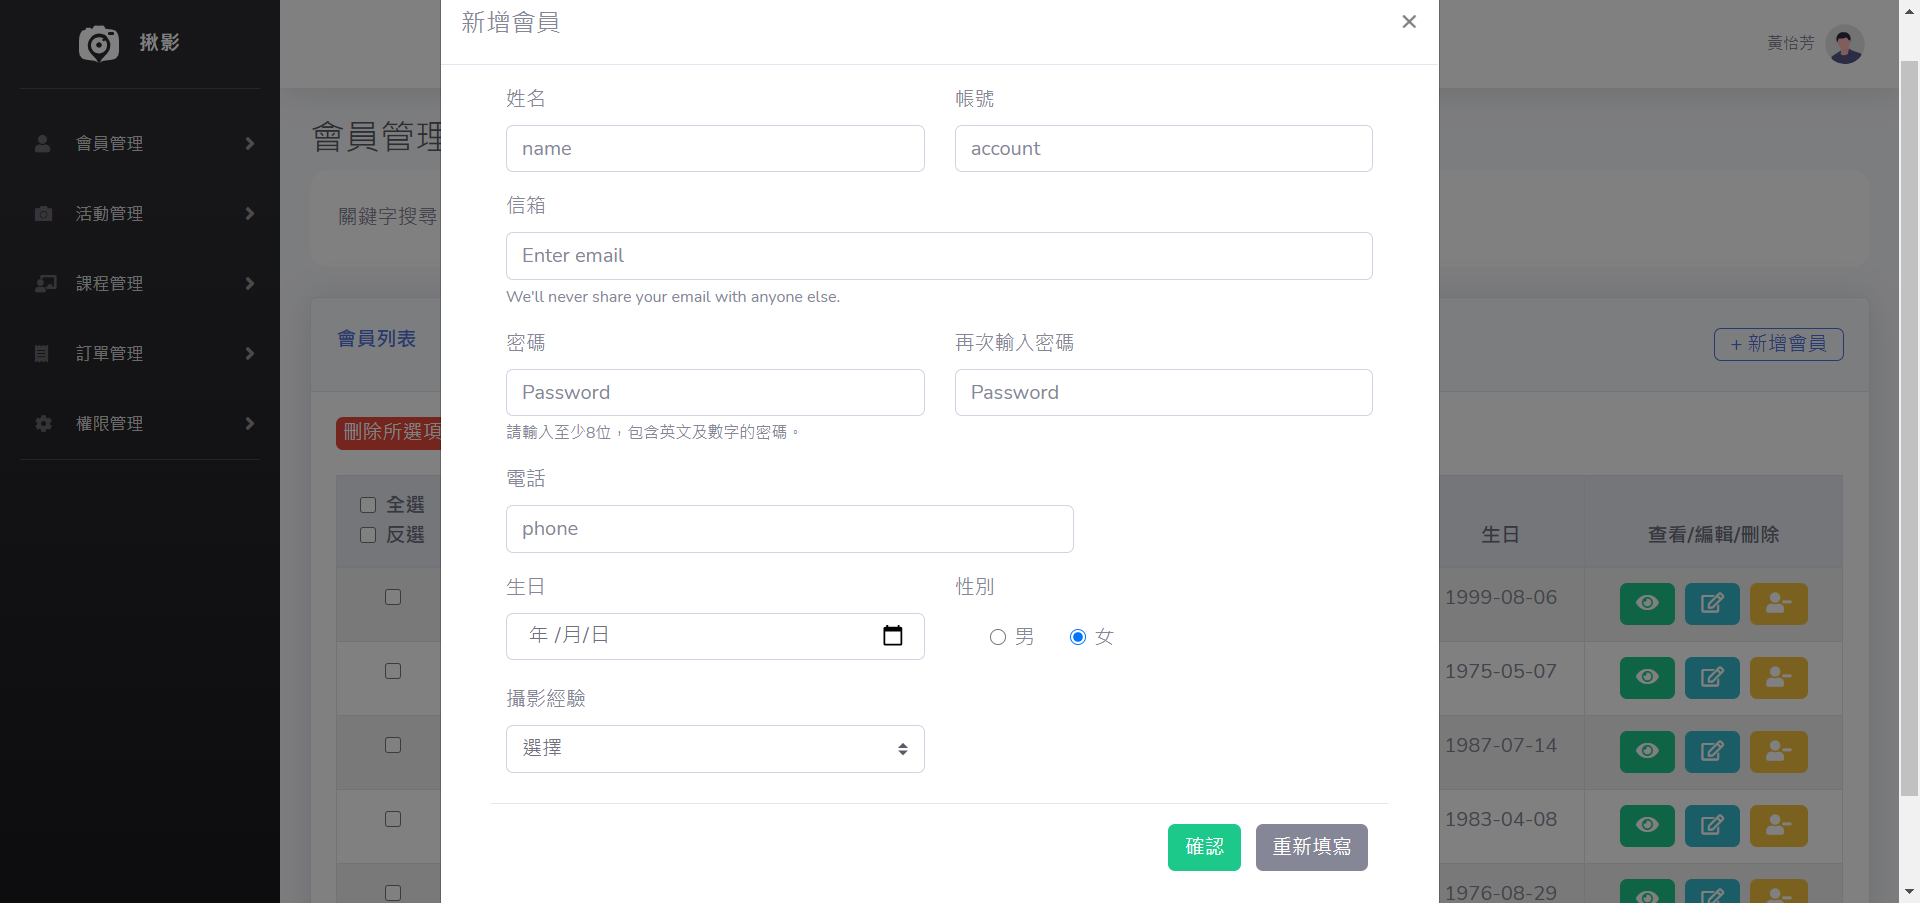 揪影
會員管理
活動管理
課程管理
訂單管理
權限管理
黃怡芳
會員管理
關鍵字搜尋
會員列表
+ 新增會員
刪除所選項
全選
反選
生日
查看/編輯/刪除
1999-08-06
1975-05-07
1987-07-14
1983-04-08
1976-08-29
新增會員
×
姓名
帳號
name
account
信箱
Enter email
We'll never share your email with anyone else.
密碼
再次輸入密碼
Password
Password
請輸入至少8位，包含英文及數字的密碼。
電話
phone
生日
性別
年 /月/日
男
女
攝影經驗
選擇
確認
重新填寫